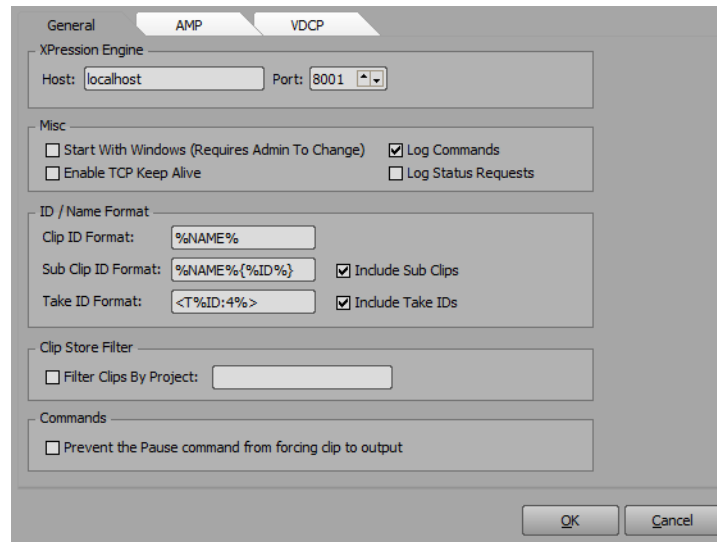 General AMP VDCP
XPression Engine
Host: localhost Port: 8001
Misc
Start With Windows (Requires Admin To Change) Log Commands
Enable TCP Keep Alive Log Status Requests
ID / Name Format
Clip ID Format: %NAME%
Sub Clip ID Format: %NAME%{%ID%} Include Sub Clips
Take ID Format: <T%ID:4%> Include Take IDs
Clip Store Filter
Filter Clips By Project:
Commands
Prevent the Pause command from forcing clip to output
OK Cancel